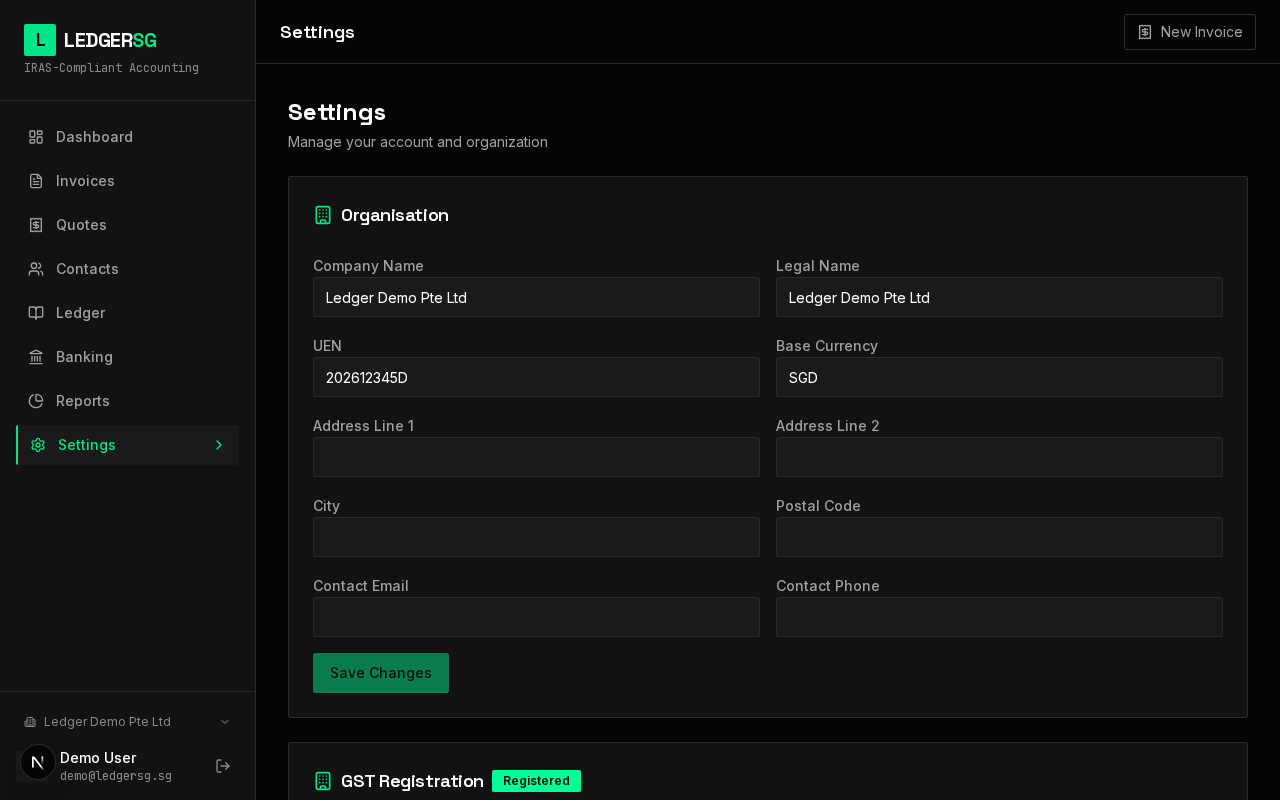 L LEDGERSG
IRAS-Compliant Accounting
Dashboard
Invoices
Quotes
Contacts
Ledger
Banking
Reports
Settings
Ledger Demo Pte Ltd
N
Demo User
demo@ledgersg.sg
Settings
New Invoice
Settings
Manage your account and organization
Organisation
Company Name
Ledger Demo Pte Ltd
Legal Name
Ledger Demo Pte Ltd
UEN
202612345D
Base Currency
SGD
Address Line 1
Address Line 2
City
Postal Code
Contact Email
Contact Phone
Save Changes
GST Registration Registered